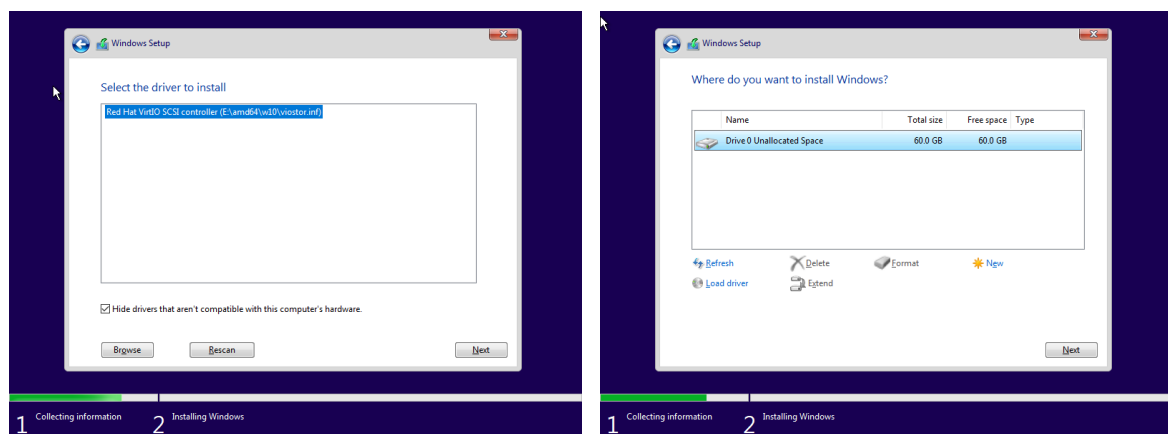 Windows Setup
Select the driver to install
Red Hat VirtIO SCSI controller (E:\amd64\w10\viostor.inf)
Hide drivers that aren't compatible with this computer's hardware.
Browse Rescan Next
1 Collecting information 2 Installing Windows
Windows Setup
Where do you want to install Windows?
Name Total size Free space Type
Drive 0 Unallocated Space 60.0 GB 60.0 GB
Refresh Delete Format New
Load driver Extend
Next
1 Collecting information 2 Installing Windows